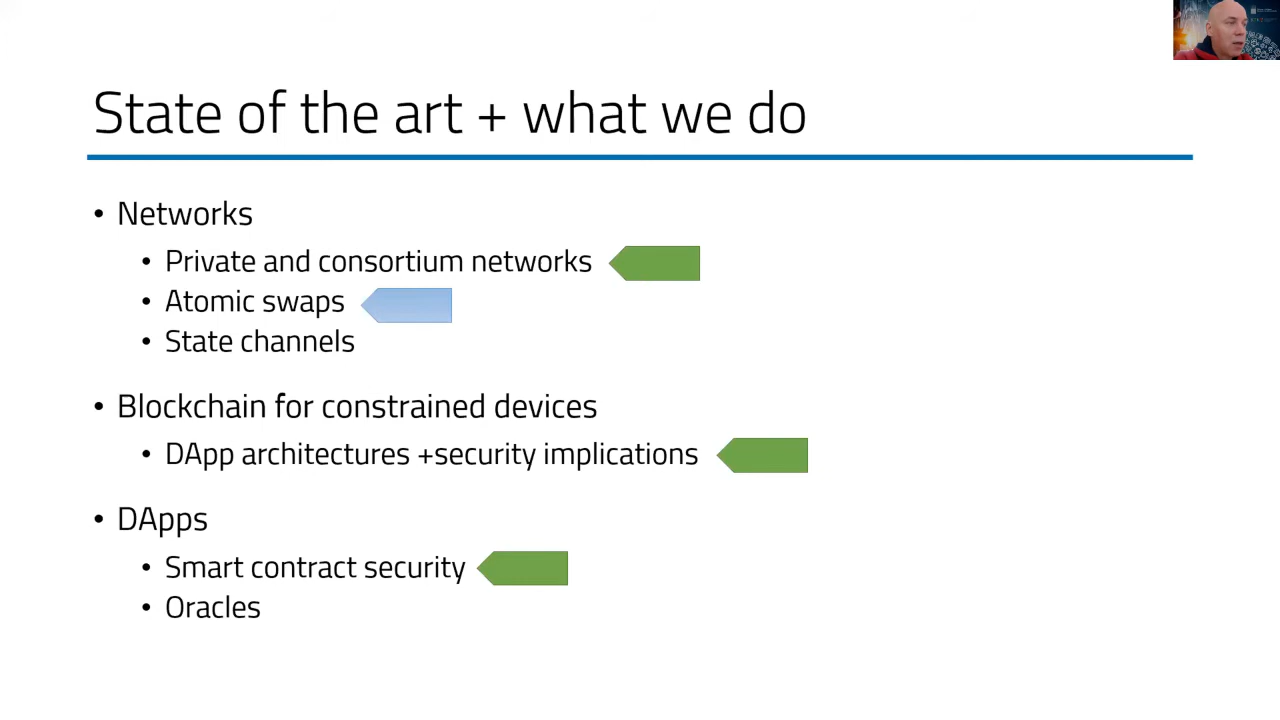 State of the art + what we do
• Networks
• Private and consortium networks
• Atomic swaps
• State channels
• Blockchain for constrained devices
• DApp architectures +security implications
• DApps
• Smart contract security
• Oracles